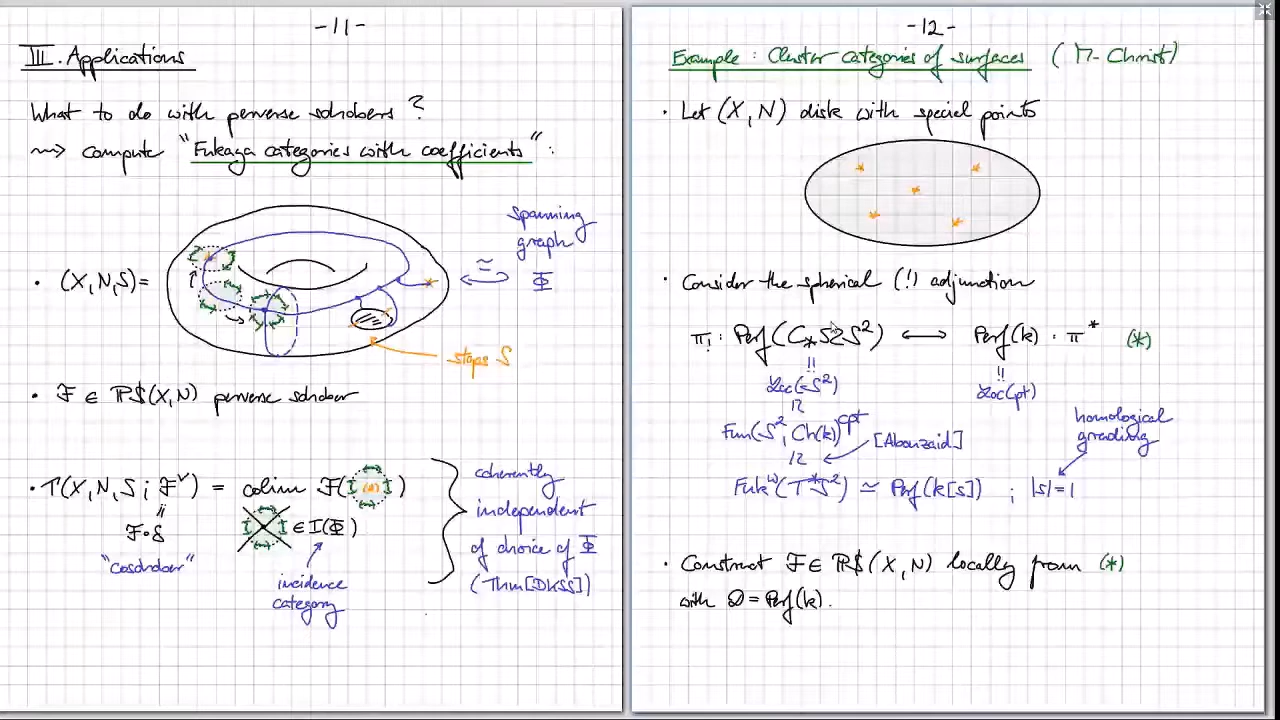 -11-
III. Applications
What to do with perverse schobers ?
⇝ compute "Fukaya categories with coefficients" :
spanning
graph
• (X,N,S) =
≃ Φ
stops S
• F ∈ PS(X,N) perverse schober
• Γ(X,N,S ; F^∨) = colim F( )
∈ I(Φ)
F∘δ
"coschober"
incidence
category
coherently
independent
of choice of Φ
(Thm [DKSS])
-12-
Example : Cluster categories of surfaces (M. Christ)
• Let (X,N) disk with special points
• Consider the spherical (!) adjunction
π_! : Perf(C_*ΩS²) ⟷ Perf(k) : π^* (*)
Loc(S²)
Loc(pt)
Fun(S², Ch(k))^cpt
[Abouzaid]
homological
grading
Fuk^W(T^*S²) ≃ Perf(k[s]) ; |s|=1
• Construct F ∈ PS(X,N) locally from (*)
with D = Perf(k).